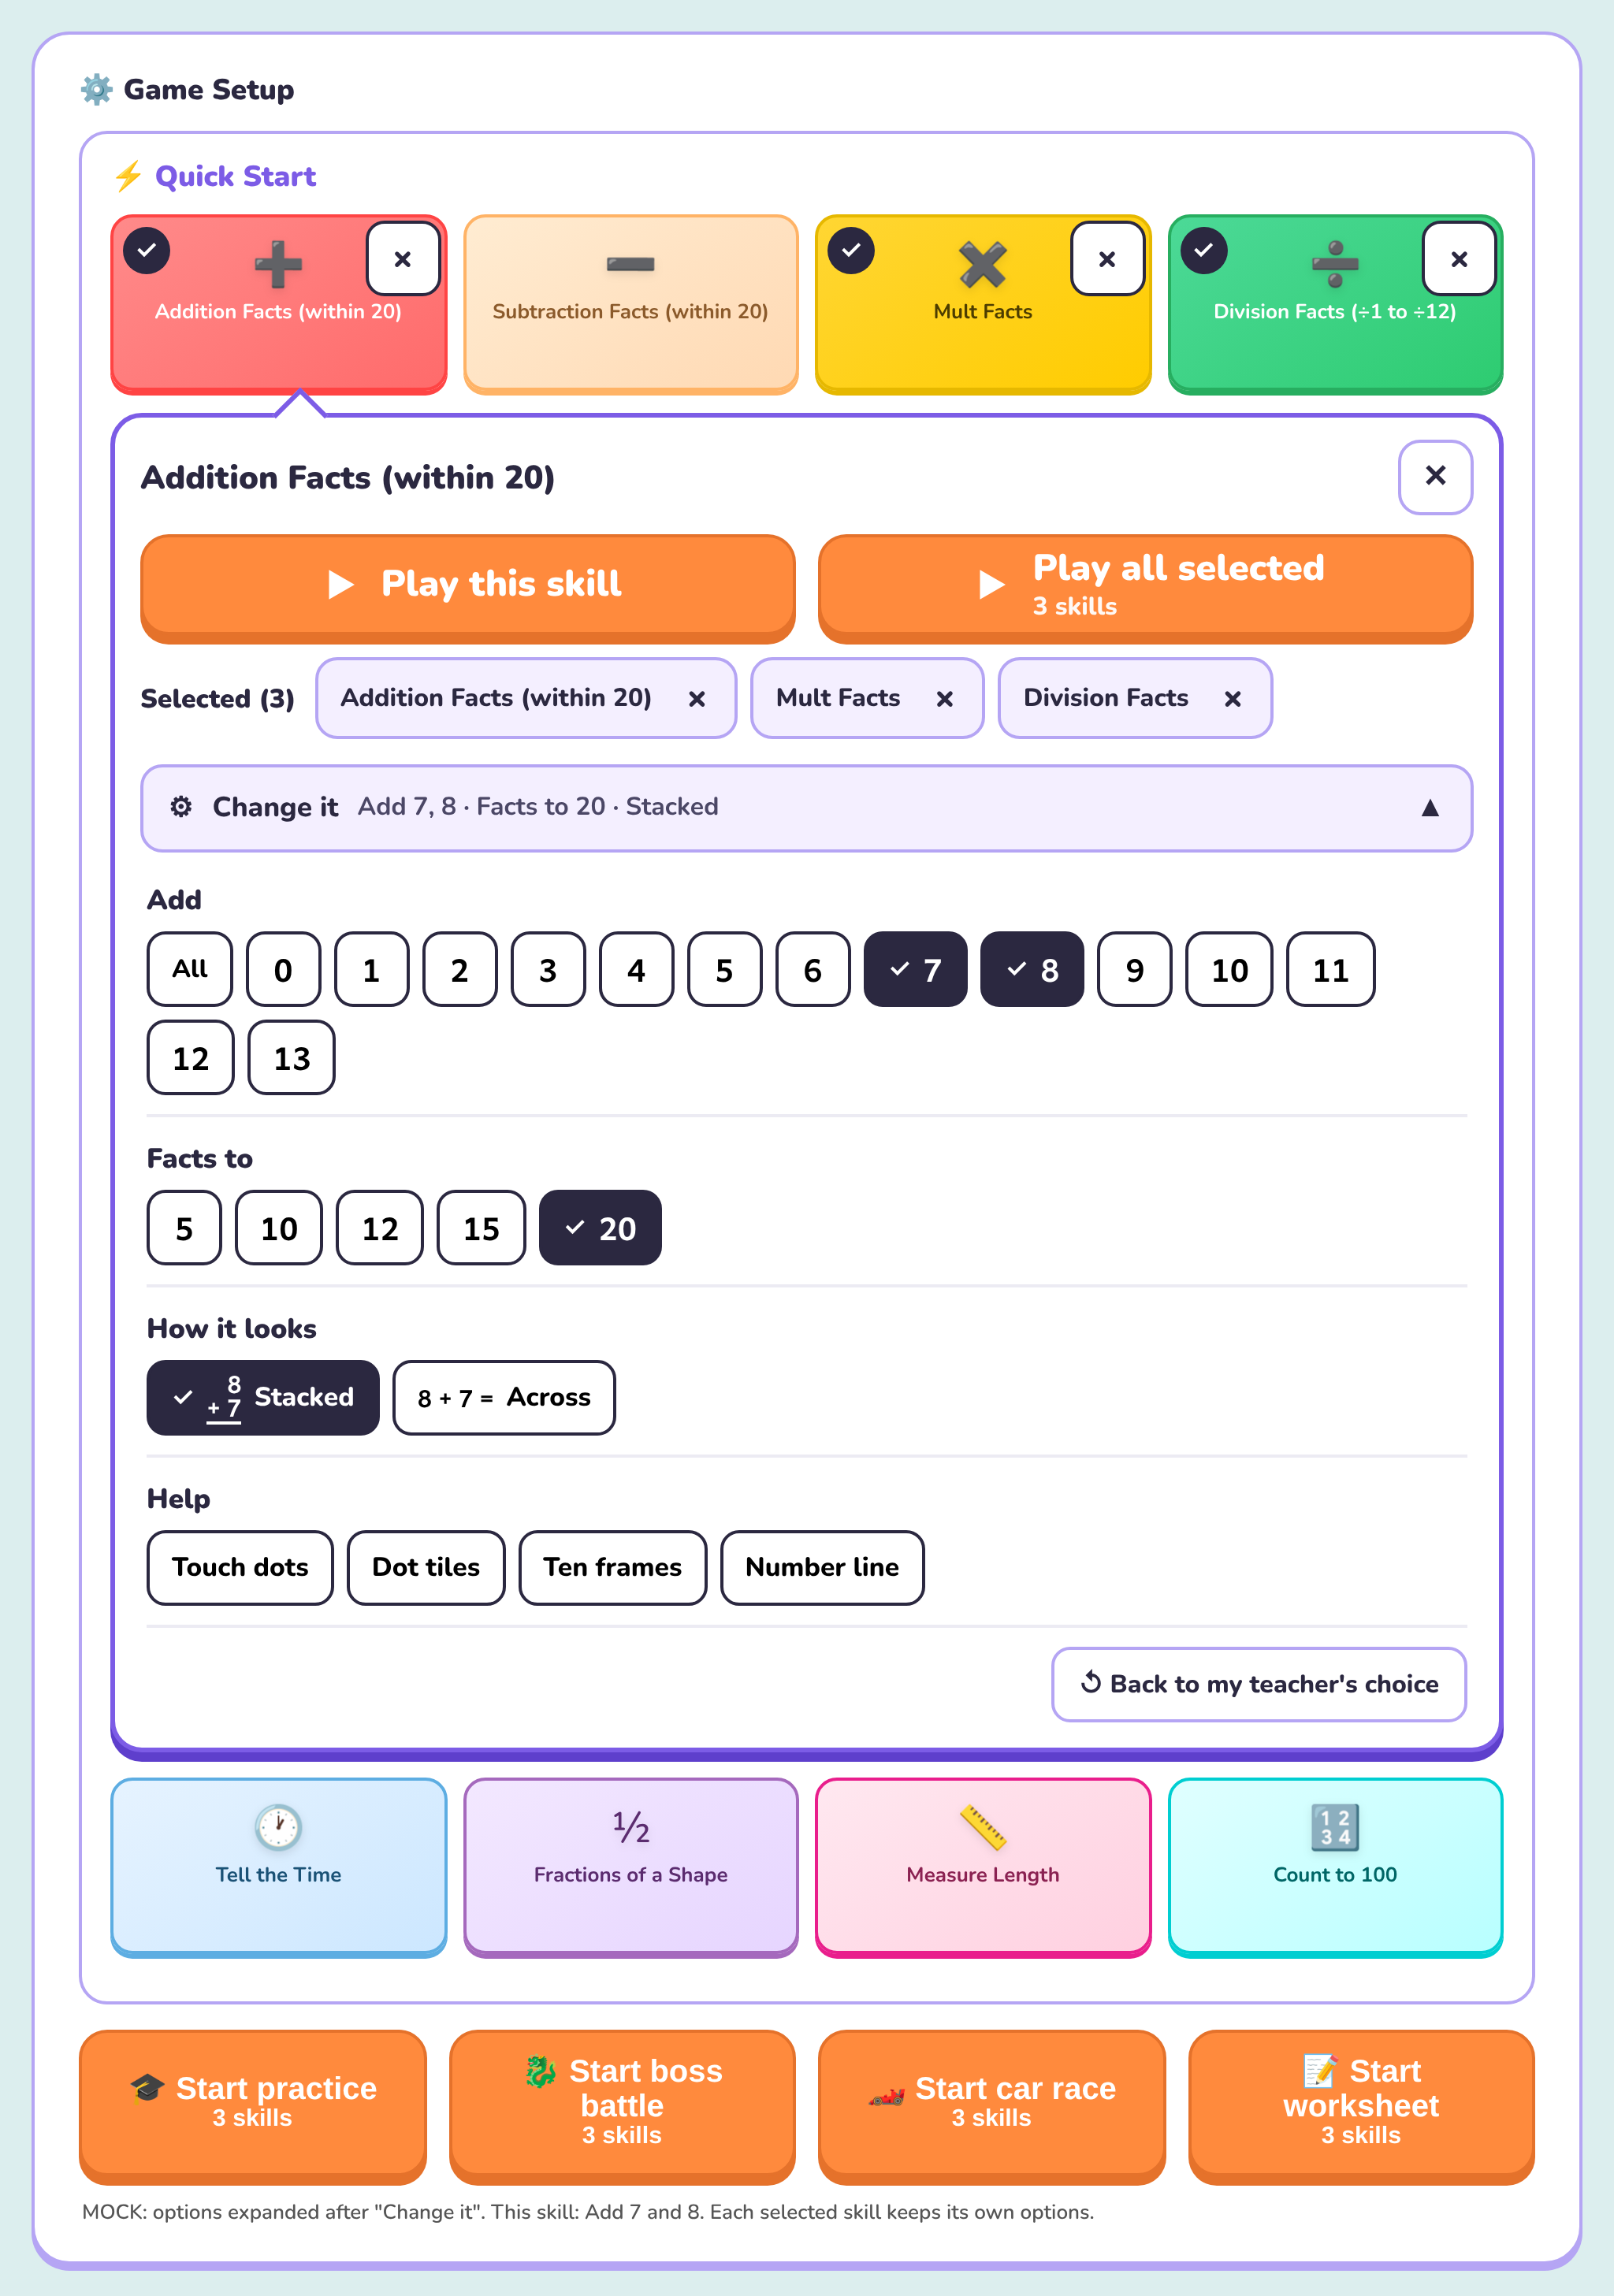 ⚙️ Game Setup
⚡ Quick Start
Addition Facts (within 20)
Subtraction Facts (within 20)
Mult Facts
Division Facts (÷1 to ÷12)
Addition Facts (within 20)
Play this skill
Play all selected
3 skills
Selected (3)
Addition Facts (within 20) ×
Mult Facts ×
Division Facts ×
Change it Add 7, 8 · Facts to 20 · Stacked ▲
Add
All 0 1 2 3 4 5 6 ✓ 7 ✓ 8 9 10 11
12 13
Facts to
5 10 12 15 ✓ 20
How it looks
8
+ 7
Stacked
8 + 7 = Across
Help
Touch dots Dot tiles Ten frames Number line
Back to my teacher's choice
Tell the Time
½
Fractions of a Shape
Measure Length
1 2
3 4
Count to 100
Start practice
3 skills
Start boss
battle
3 skills
Start car race
3 skills
Start
worksheet
3 skills
MOCK: options expanded after "Change it". This skill: Add 7 and 8. Each selected skill keeps its own options.